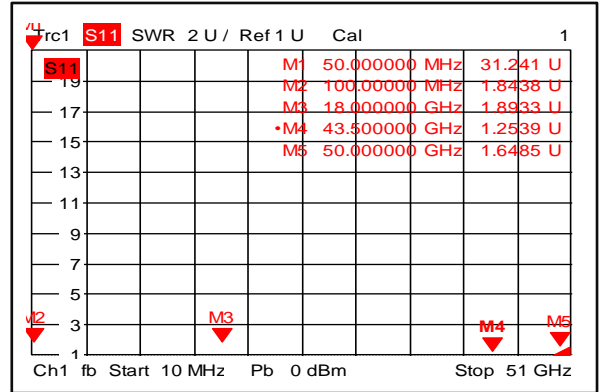 Trc1 S11 SWR 2 U / Ref 1 U Cal 1
S11
M1 50.000000 MHz 31.241 U
19
M2 100.00000 MHz 1.8438 U
17
M3 18.000000 GHz 1.8933 U
•M4 43.500000 GHz 1.2539 U
15
M5 50.000000 GHz 1.6485 U
13
11
9
7
5
M2 M3 M4 M5
3
1
Ch1 fb Start 10 MHz Pb 0 dBm Stop 51 GHz